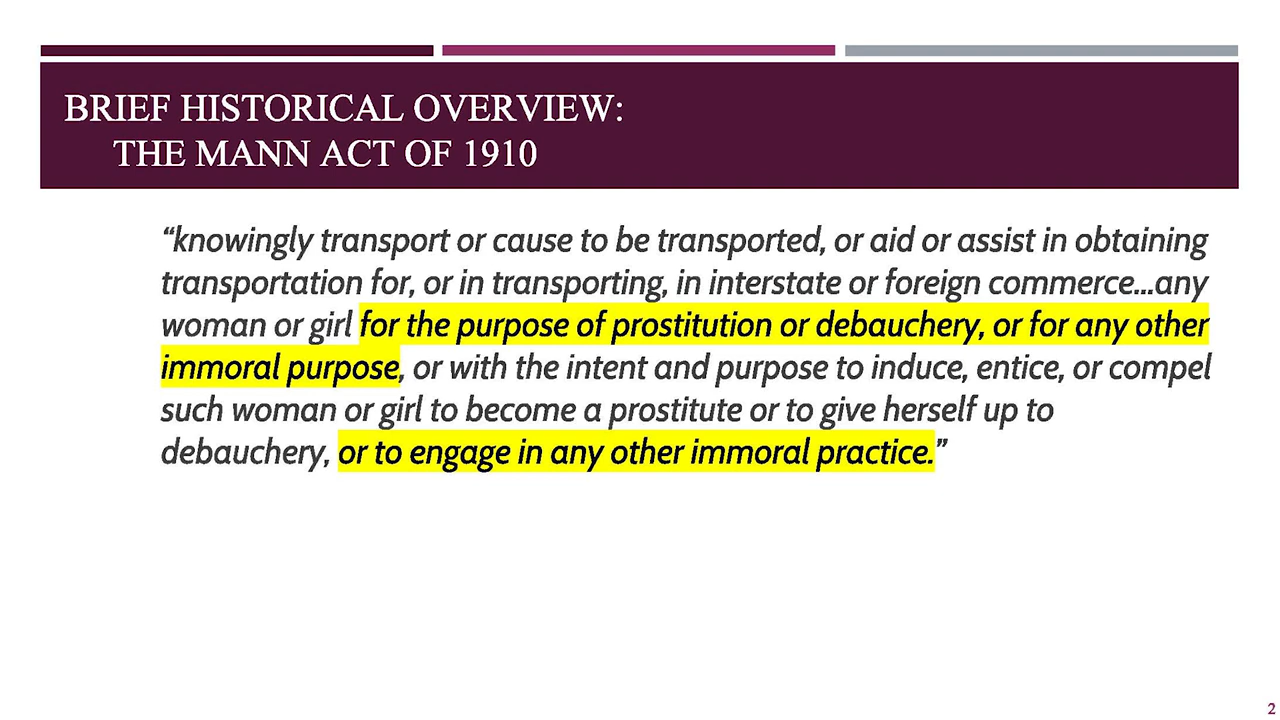 BRIEF HISTORICAL OVERVIEW:
THE MANN ACT OF 1910
“knowingly transport or cause to be transported, or aid or assist in obtaining
transportation for, or in transporting, in interstate or foreign commerce...any
woman or girl for the purpose of prostitution or debauchery, or for any other
immoral purpose, or with the intent and purpose to induce, entice, or compel
such woman or girl to become a prostitute or to give herself up to
debauchery, or to engage in any other immoral practice.”
2